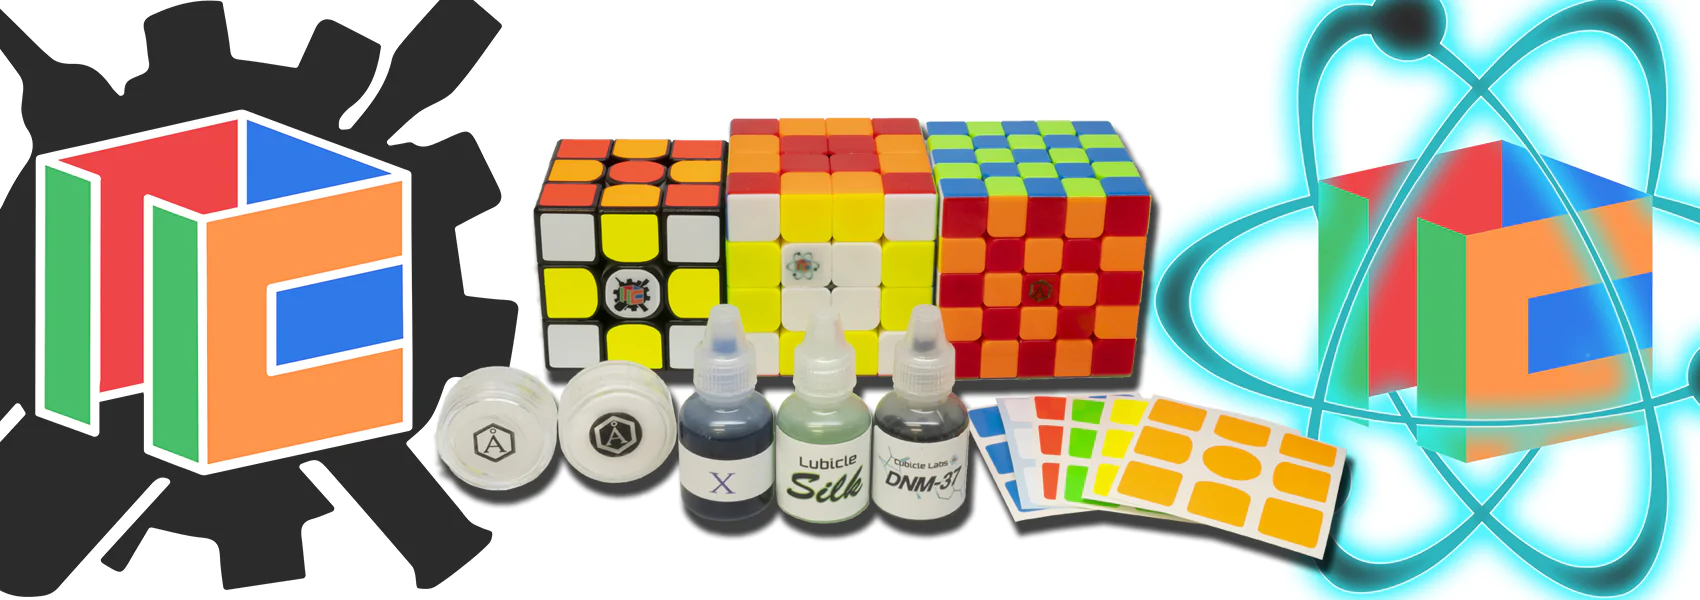 Å
Å
X
Lubicle
Silk
Cubicle Labs
DNM-37